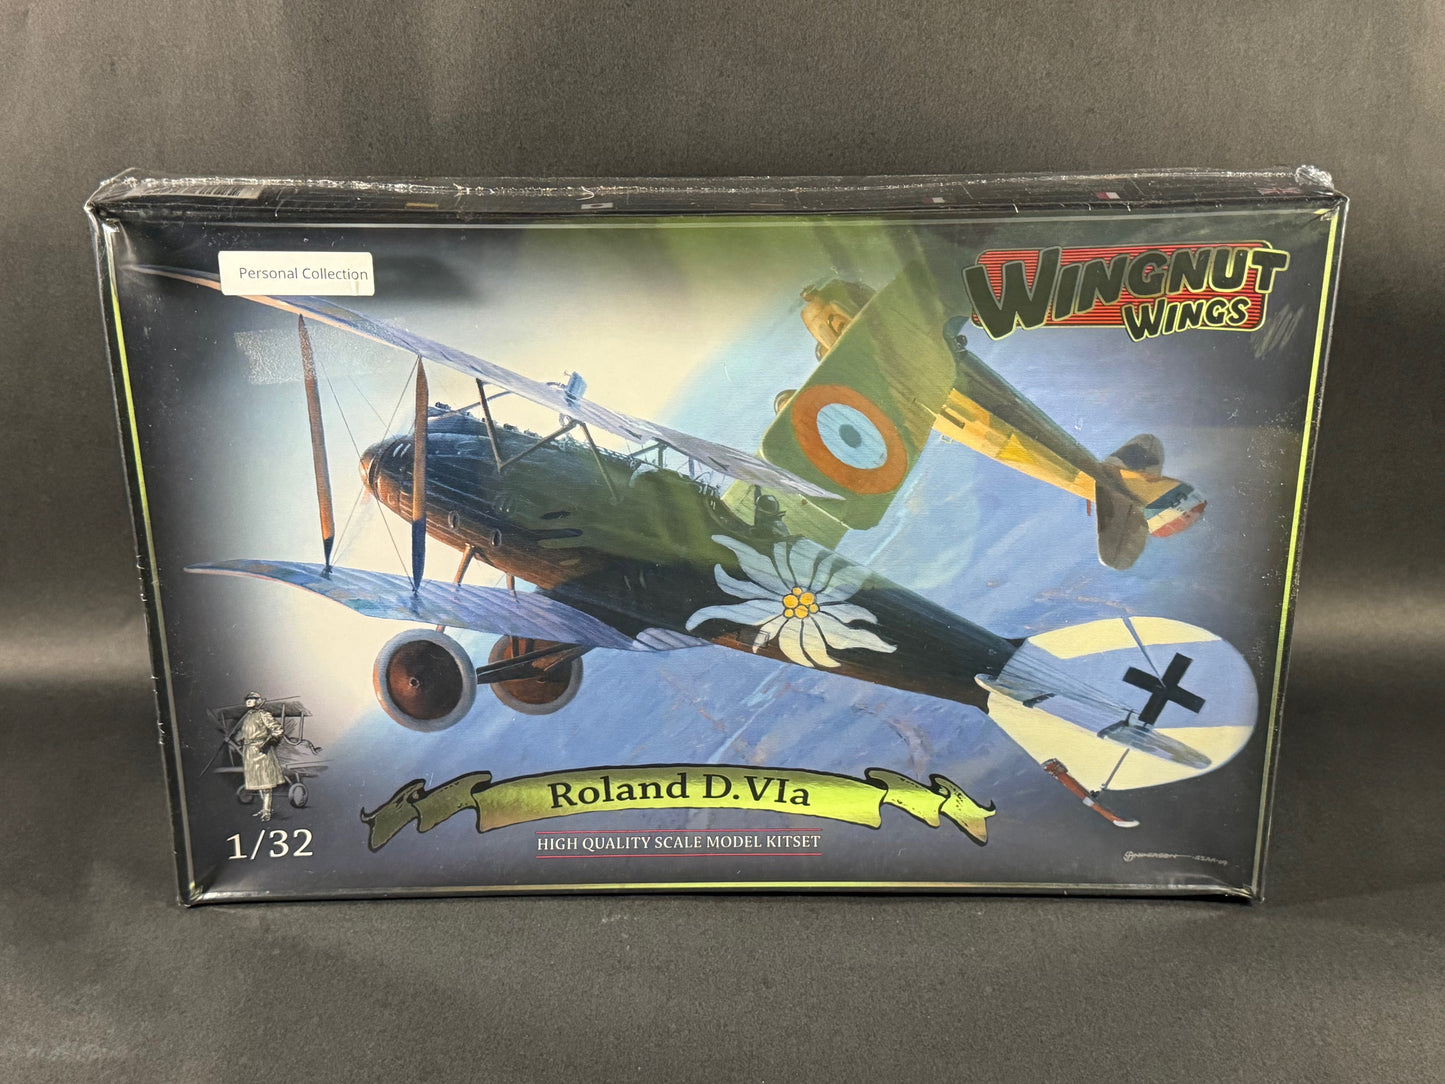 Personal Collection
WINGNUT
WINGS
Roland D.VIa
HIGH QUALITY SCALE MODEL KITSET
1/32